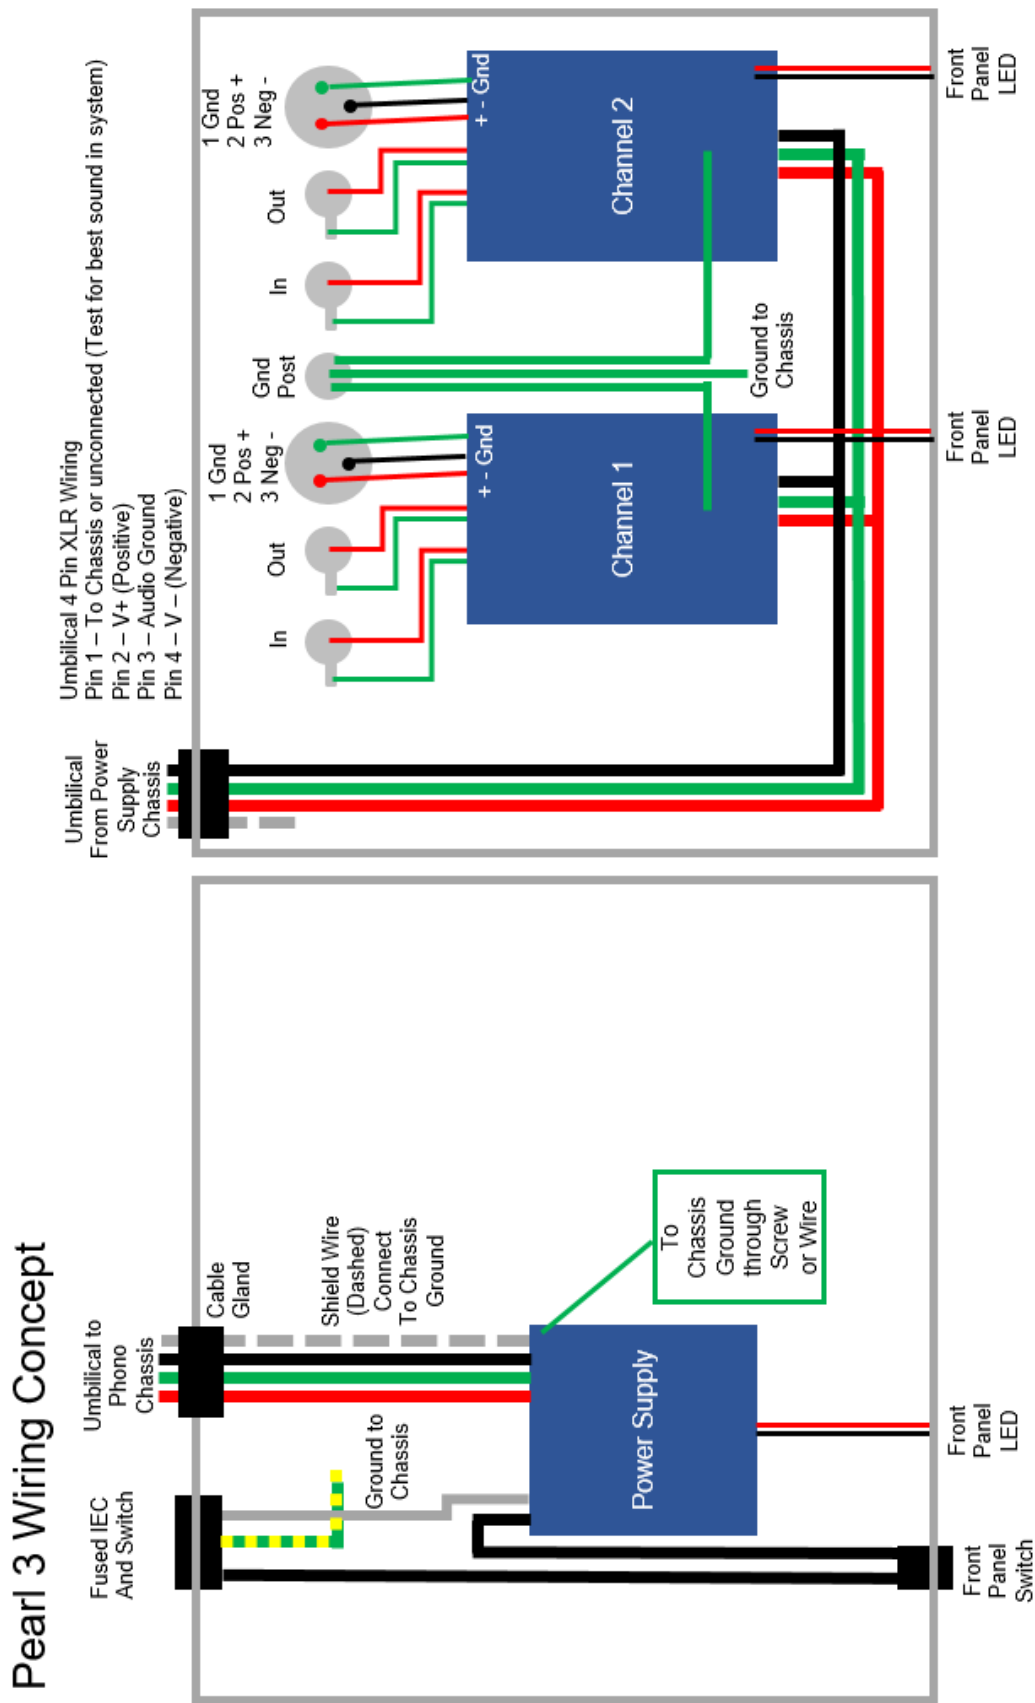 Pearl 3 Wiring Concept
Fused IEC
And Switch
Umbilical to
Phono
Chassis
Cable
Gland
Ground to
Chassis
Shield Wire
(Dashed)
Connect
To Chassis
Ground
Power Supply
To
Chassis
Ground
through
Screw
or Wire
Front
Panel
Switch
Front
Panel
LED
Umbilical
From Power
Supply
Chassis
Umbilical 4 Pin XLR Wiring
Pin 1 – To Chassis or unconnected (Test for best sound in system)
Pin 2 – V+ (Positive)
Pin 3 – Audio Ground
Pin 4 – V – (Negative)
In
Out
1 Gnd
2 Pos +
3 Neg -
Gnd
Post
In
Out
1 Gnd
2 Pos +
3 Neg -
+ - Gnd
Channel 1
+ - Gnd
Channel 2
Ground to
Chassis
Front
Panel
LED
Front
Panel
LED